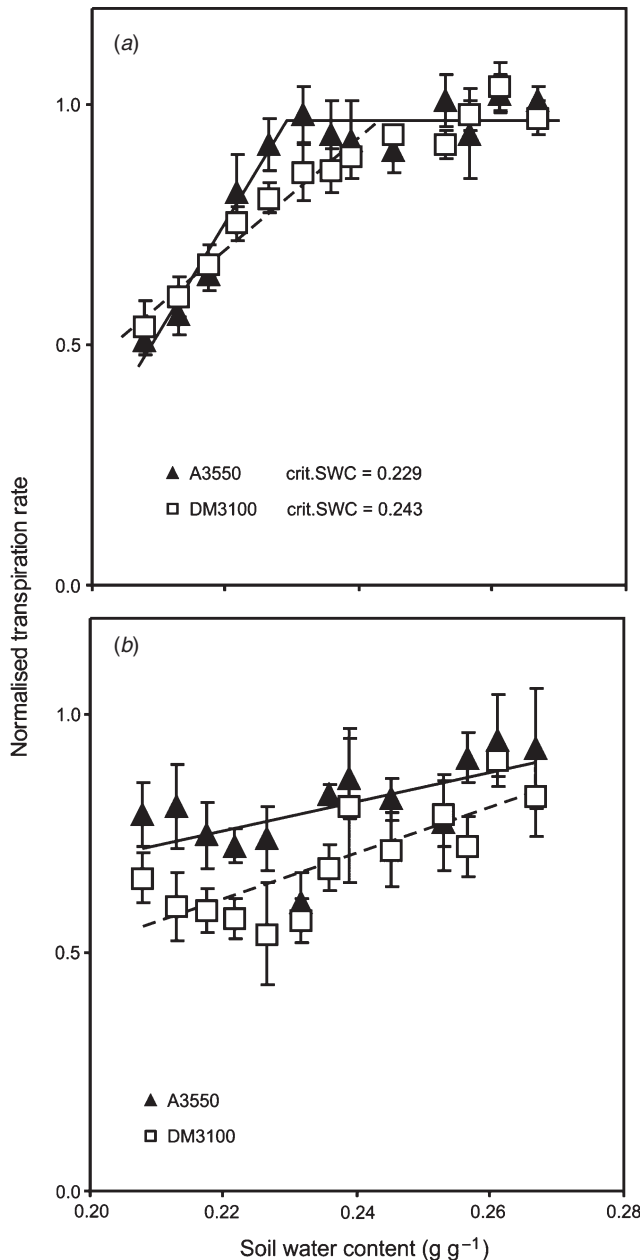 (a)
1.0
0.5
▲ A3550 crit.SWC = 0.229
□ DM3100 crit.SWC = 0.243
0.0
Normalised transpiration rate
(b)
1.0
0.5
▲ A3550
□ DM3100
0.0
0.20 0.22 0.24 0.26 0.28
Soil water content (g g⁻¹)